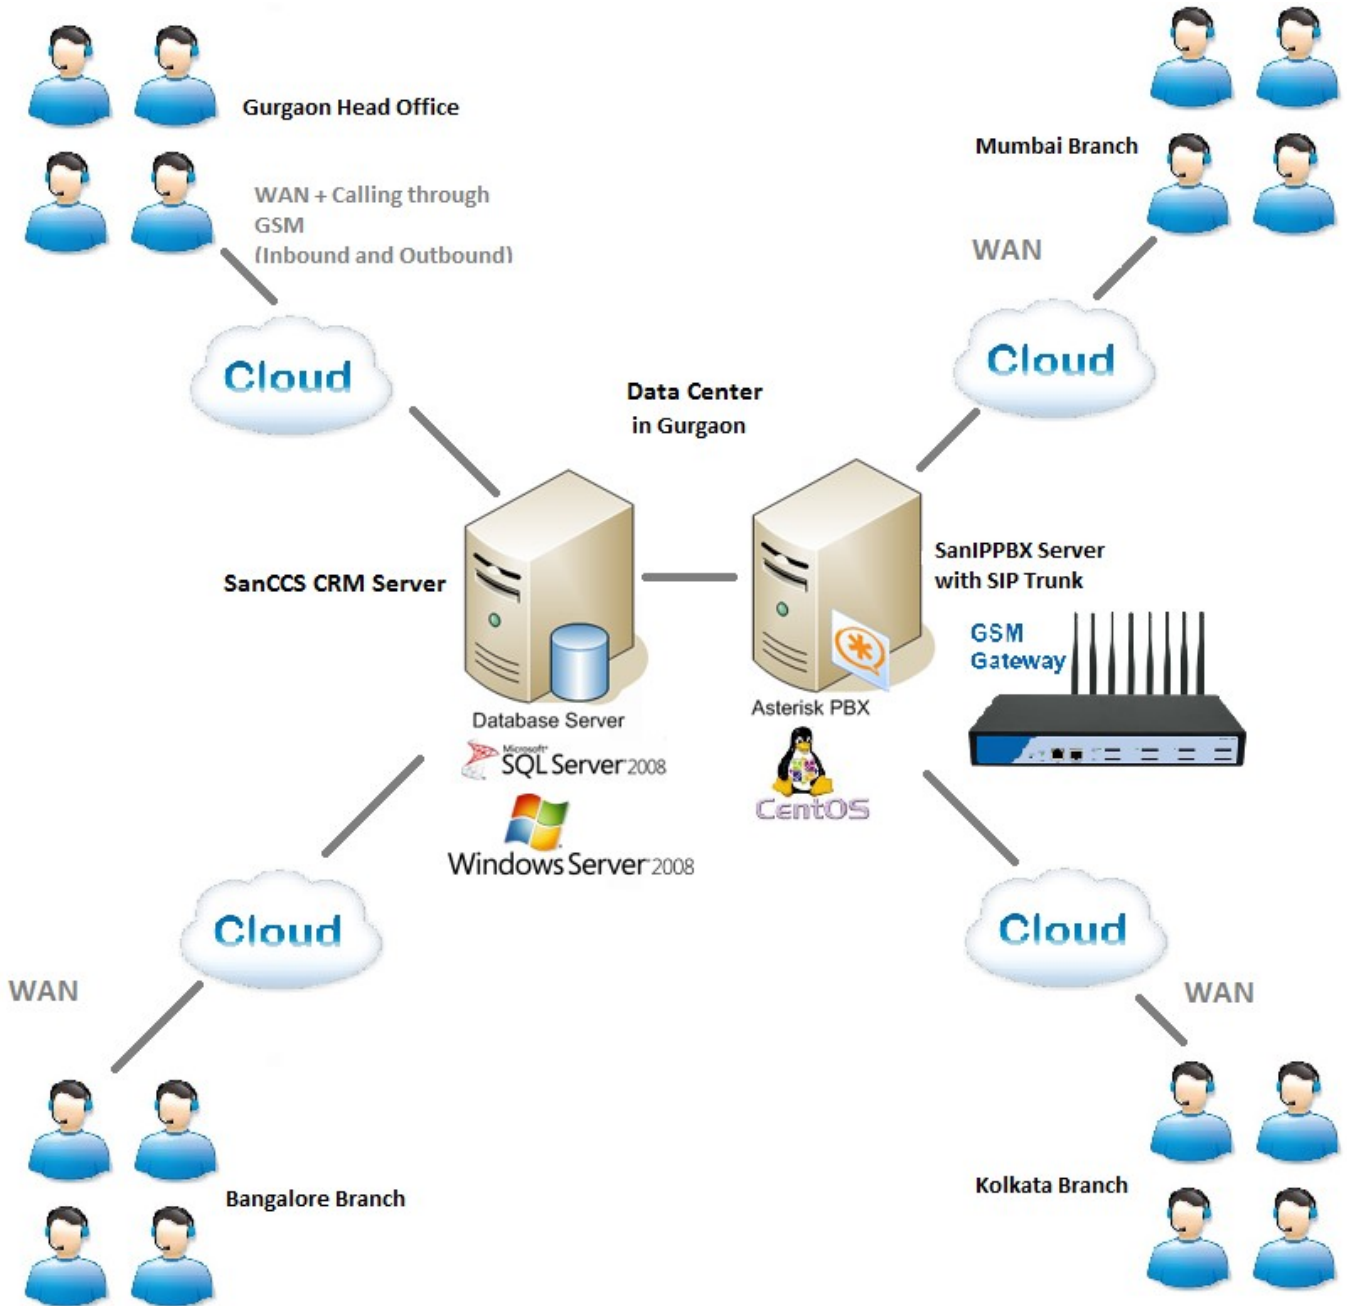 Gurgaon Head Office
WAN + Calling through
GSM
(Inbound and Outbound)
Cloud
Mumbai Branch
WAN
Cloud
Data Center
in Gurgaon
SanCCS CRM Server
SanIPPBX Server
with SIP Trunk
GSM
Gateway
Database Server
Microsoft
SQL Server 2008
Windows Server 2008
Asterisk PBX
CentOS
Cloud
WAN
Bangalore Branch
Cloud
WAN
Kolkata Branch